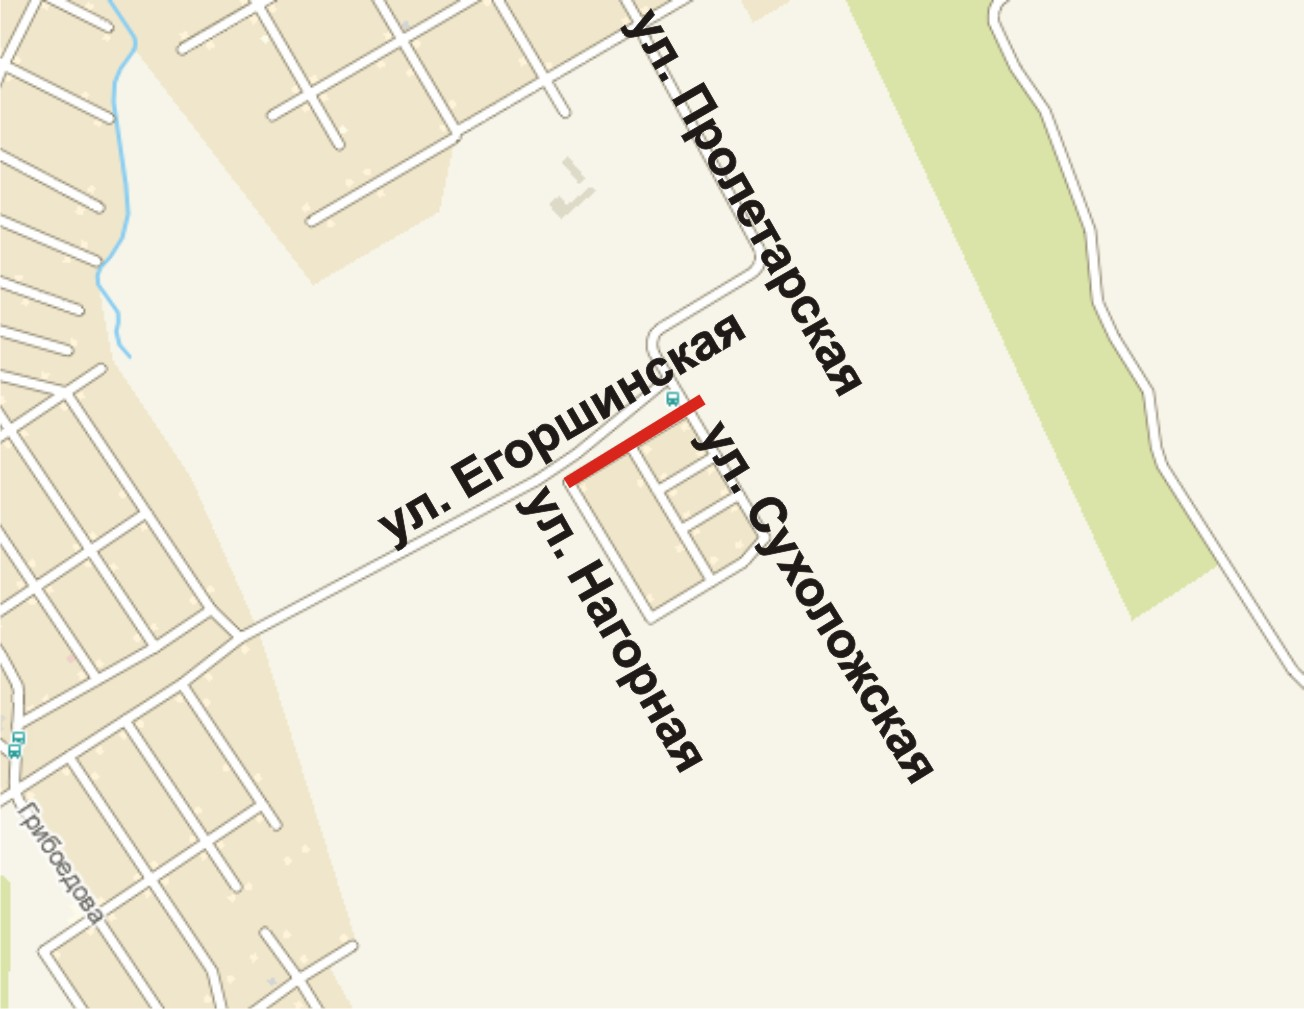 ул. Пролетарская
ул. Егоршинская
ул. Сухоложская
ул. Нагорная
Грибоедова